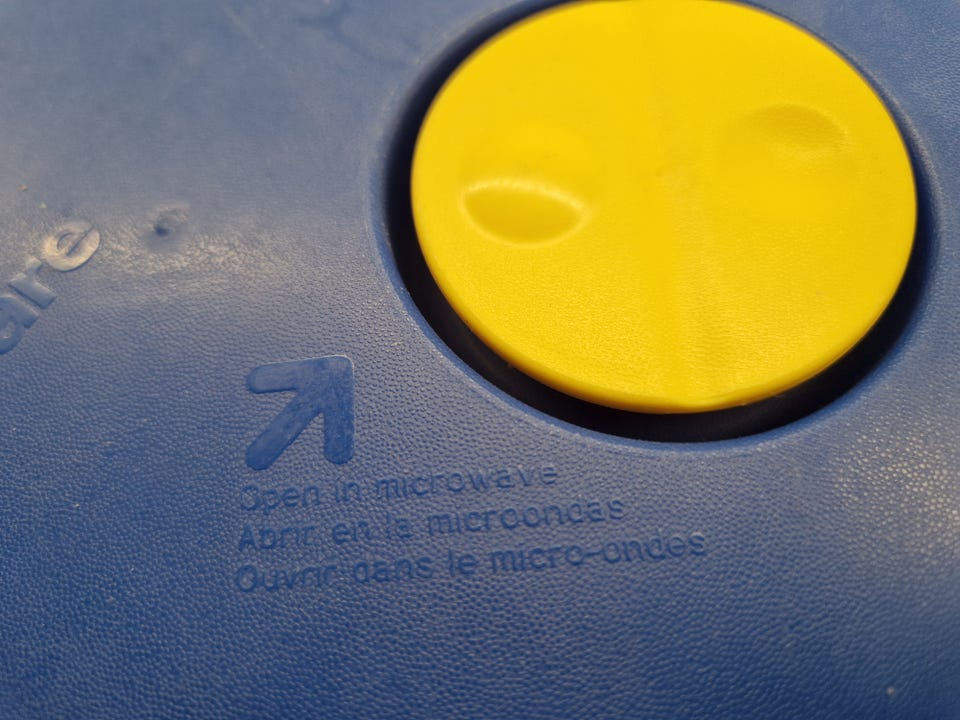 are
Open in microwave
Abrir en la microondas
Ouvrir dans le micro-ondes